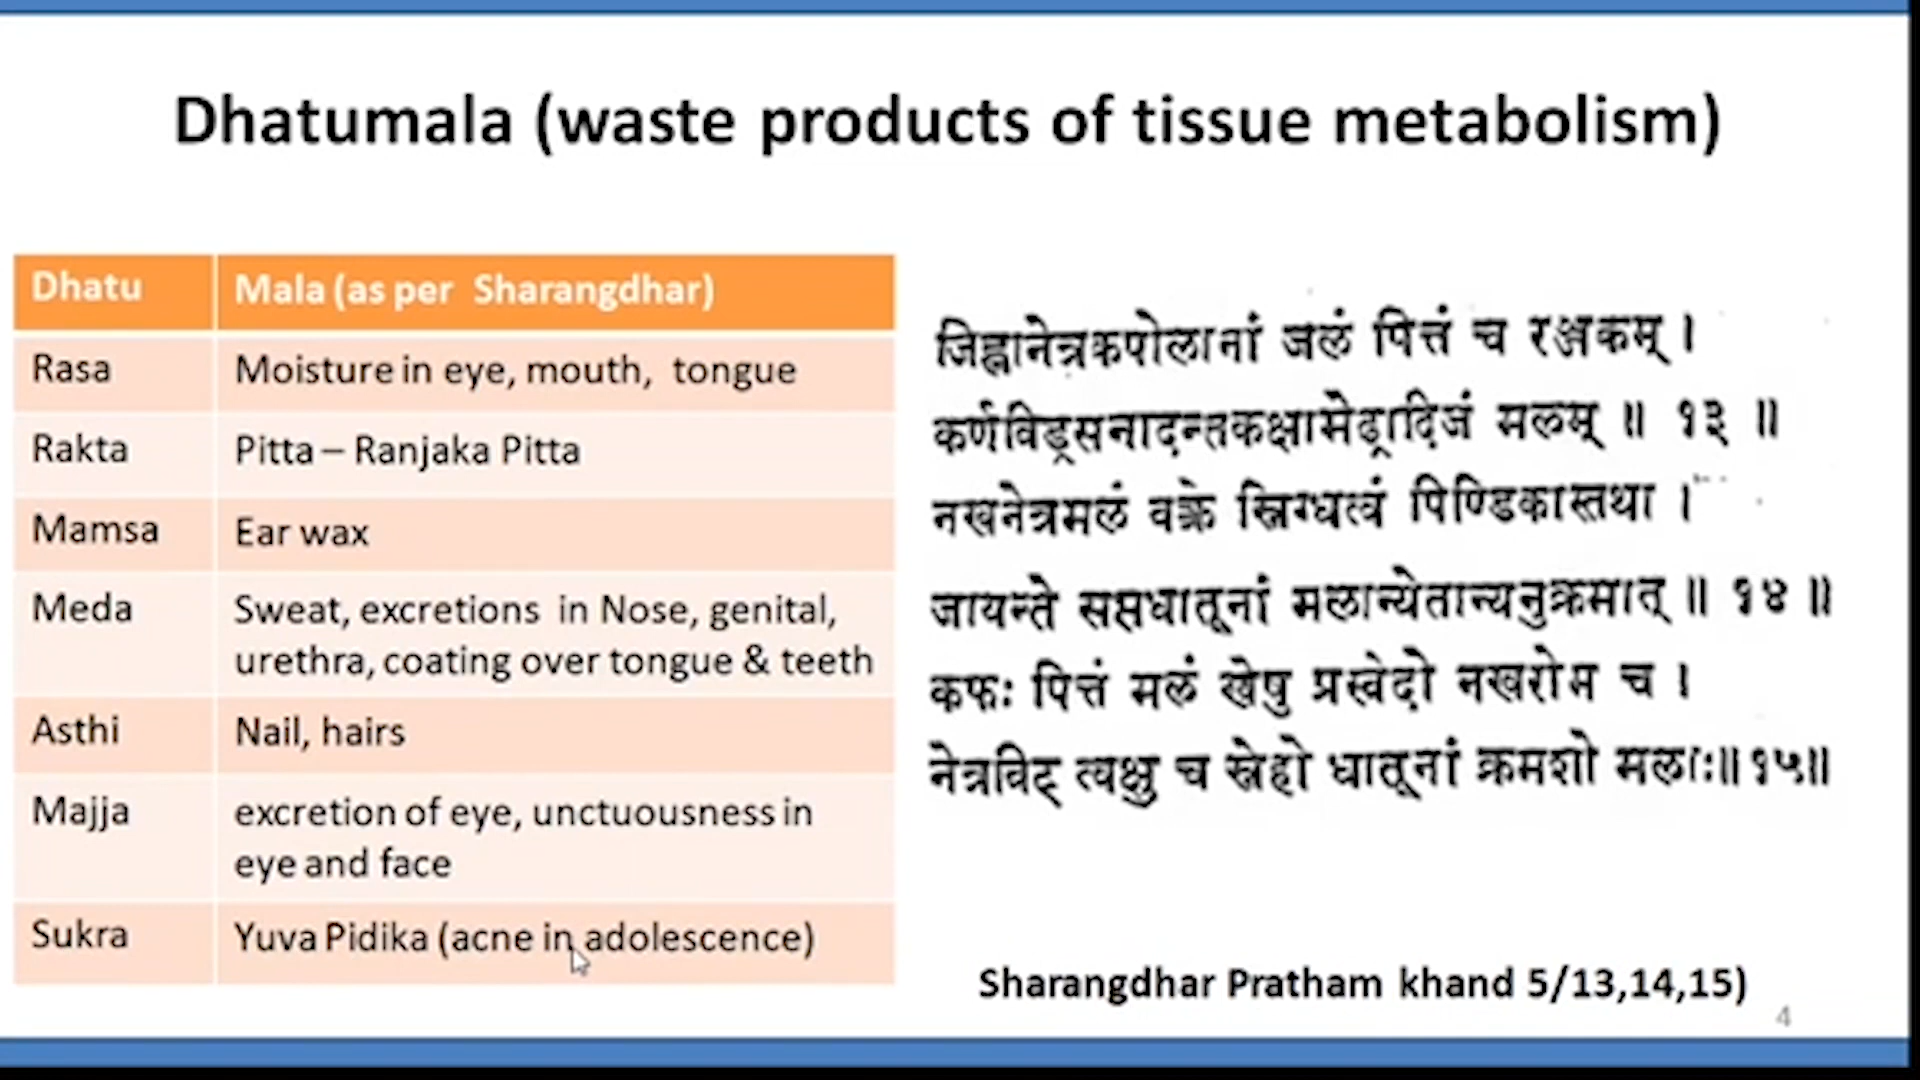 Dhatumala (waste products of tissue metabolism)
Dhatu
Mala (as per Sharangdhar)
Rasa
Moisture in eye, mouth, tongue
Rakta
Pitta – Ranjaka Pitta
Mamsa
Ear wax
Meda
Sweat, excretions in Nose, genital,
urethra, coating over tongue & teeth
Asthi
Nail, hairs
Majja
excretion of eye, unctuousness in
eye and face
Sukra
Yuva Pidika (acne in adolescence)
जिह्वानेत्रकपोलानां जलं पित्तं च रञ्जकम् ।
कर्णविड्रसनादन्तकक्षामेढ्रादिजं मलम् ॥ १३ ॥
नखनेत्रमलं वक्त्रे स्निग्धत्वं पिण्डिकास्तथा ।
जायन्ते सप्तधातूनां मलान्येतान्यनुक्रमात् ॥ १४ ॥
कफः पित्तं मलं खेषु प्रस्वेदो नखरोम च ।
नेत्रविट् त्वक्षु च स्नेहो धातूनां क्रमशो मलाः॥ १५॥
Sharangdhar Pratham khand 5/13,14,15)
4